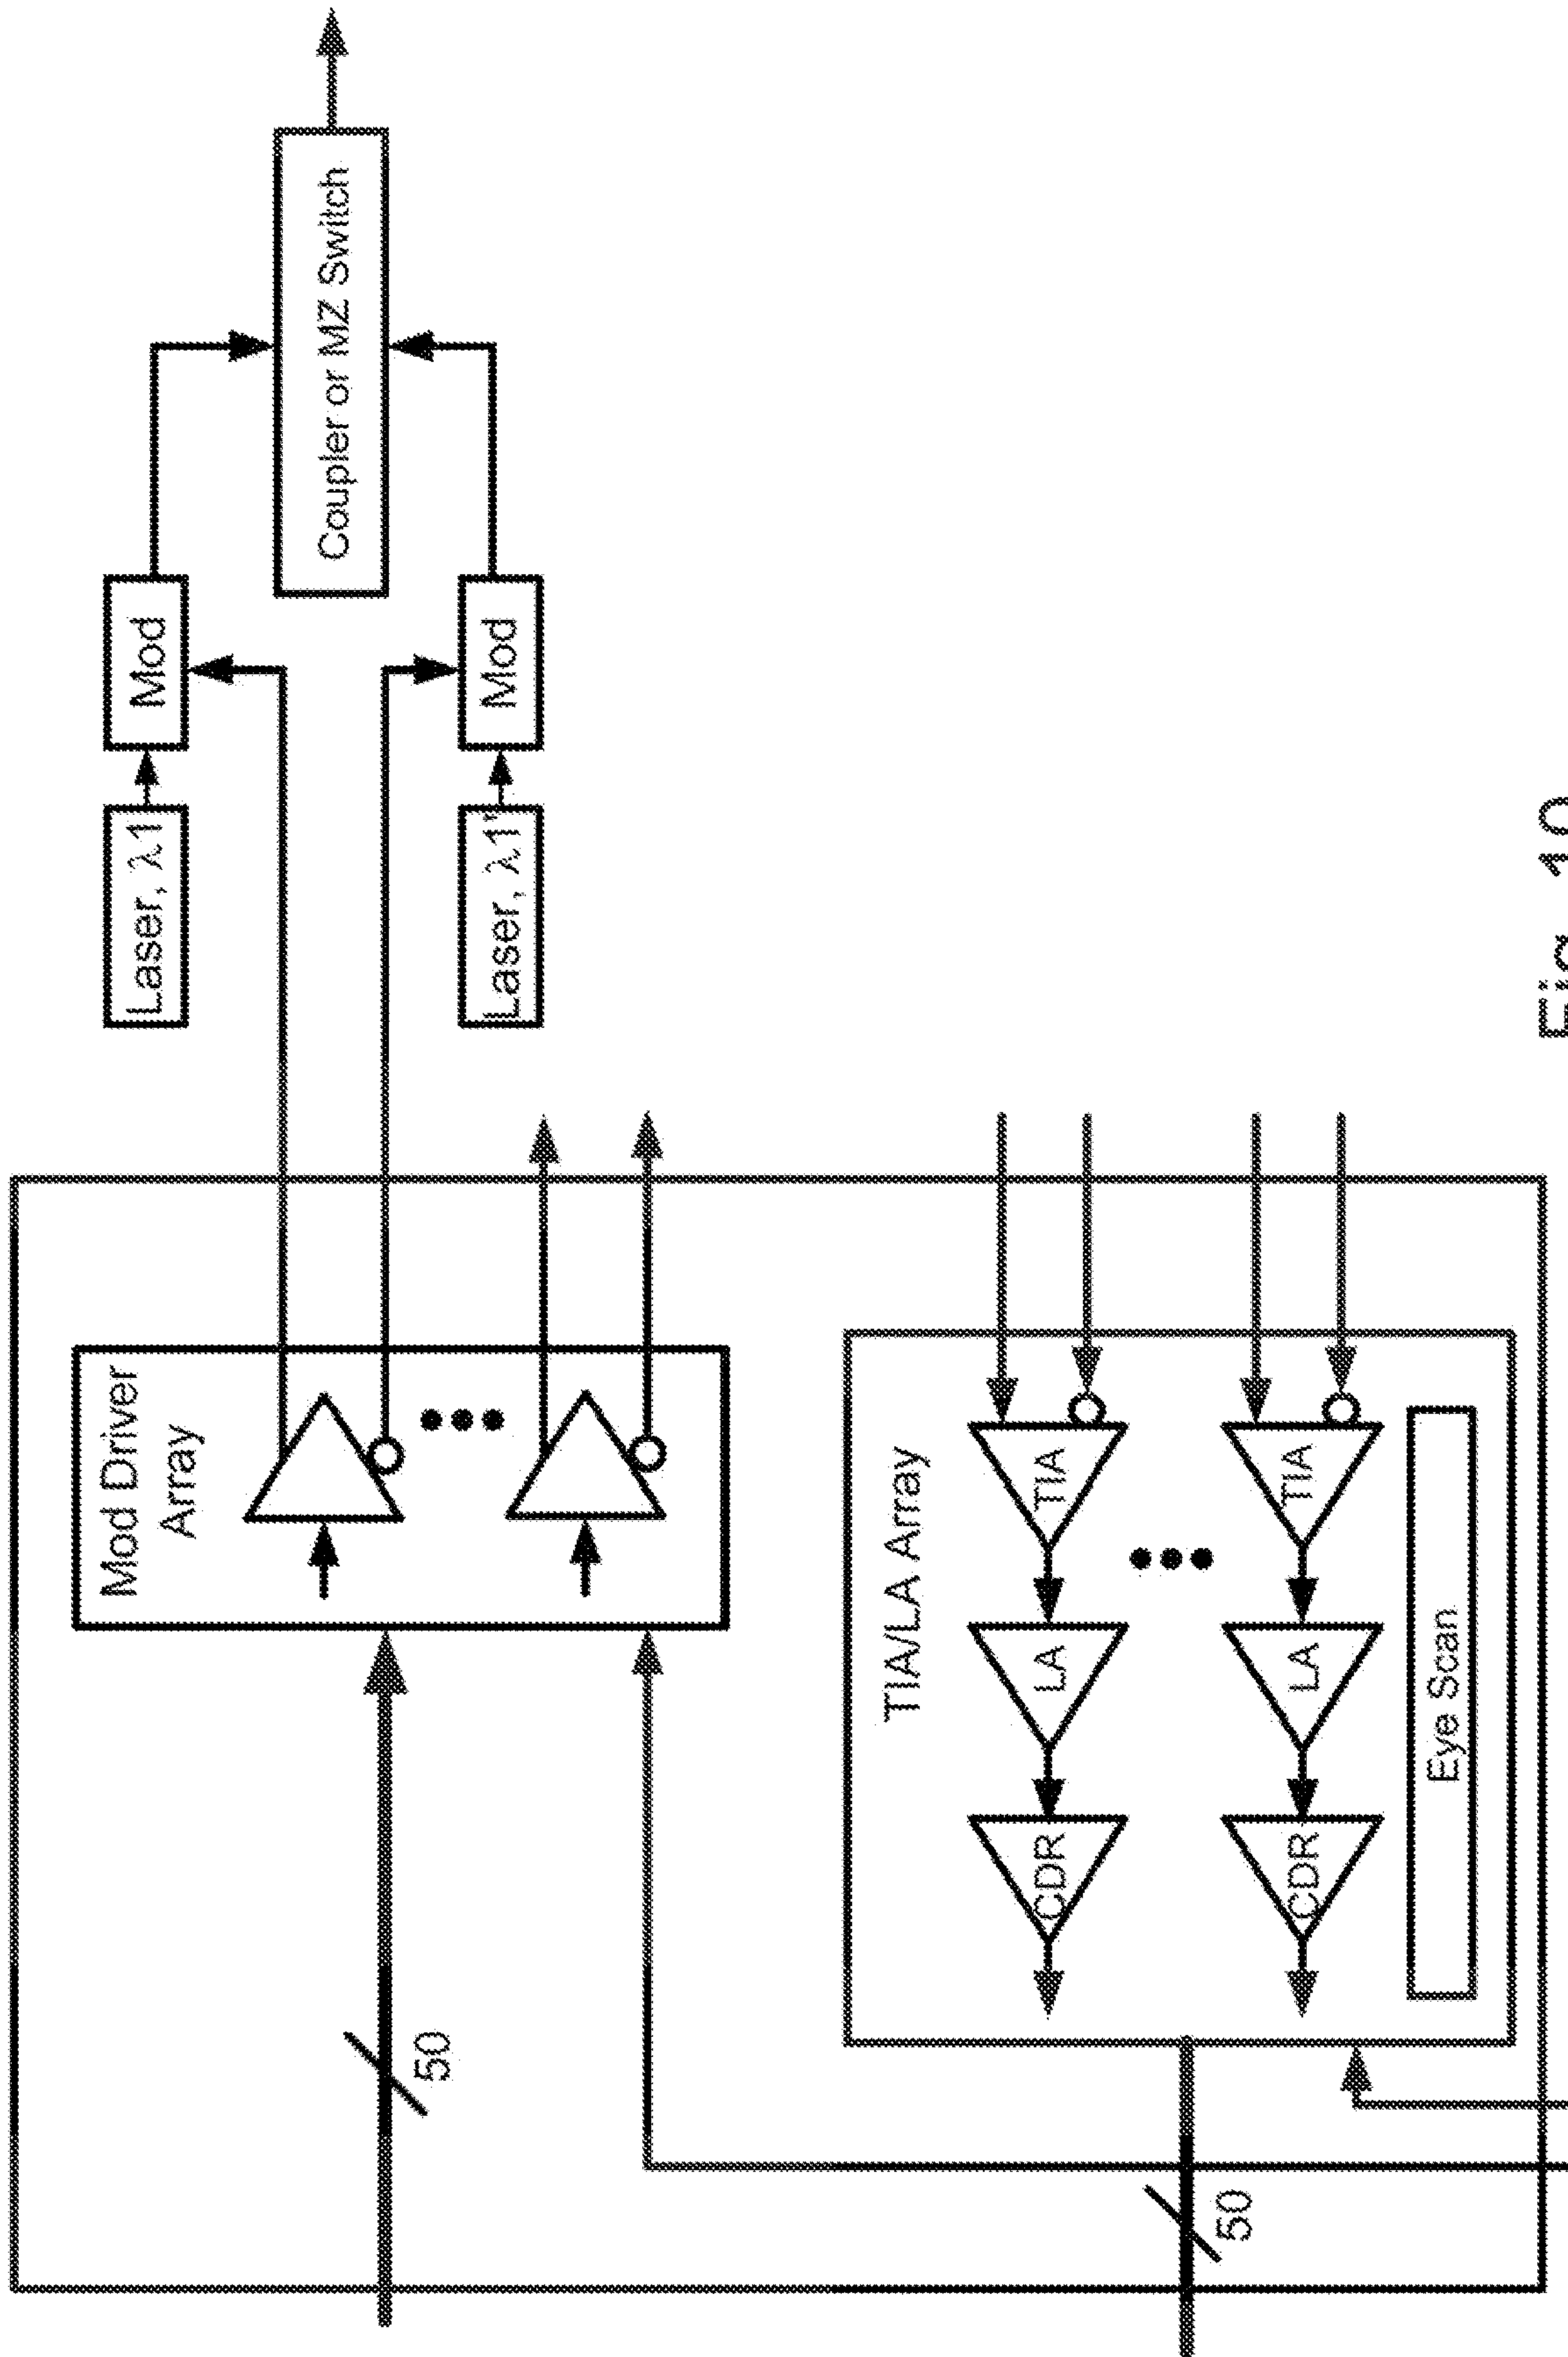 Mod Driver
Array
Laser, λ1
Mod
Coupler or MZ Switch
Laser, λ1'
Mod
50
TIA/LA Array
CDR
LA
TIA
CDR
LA
TIA
Eye Scan
50
Fig.